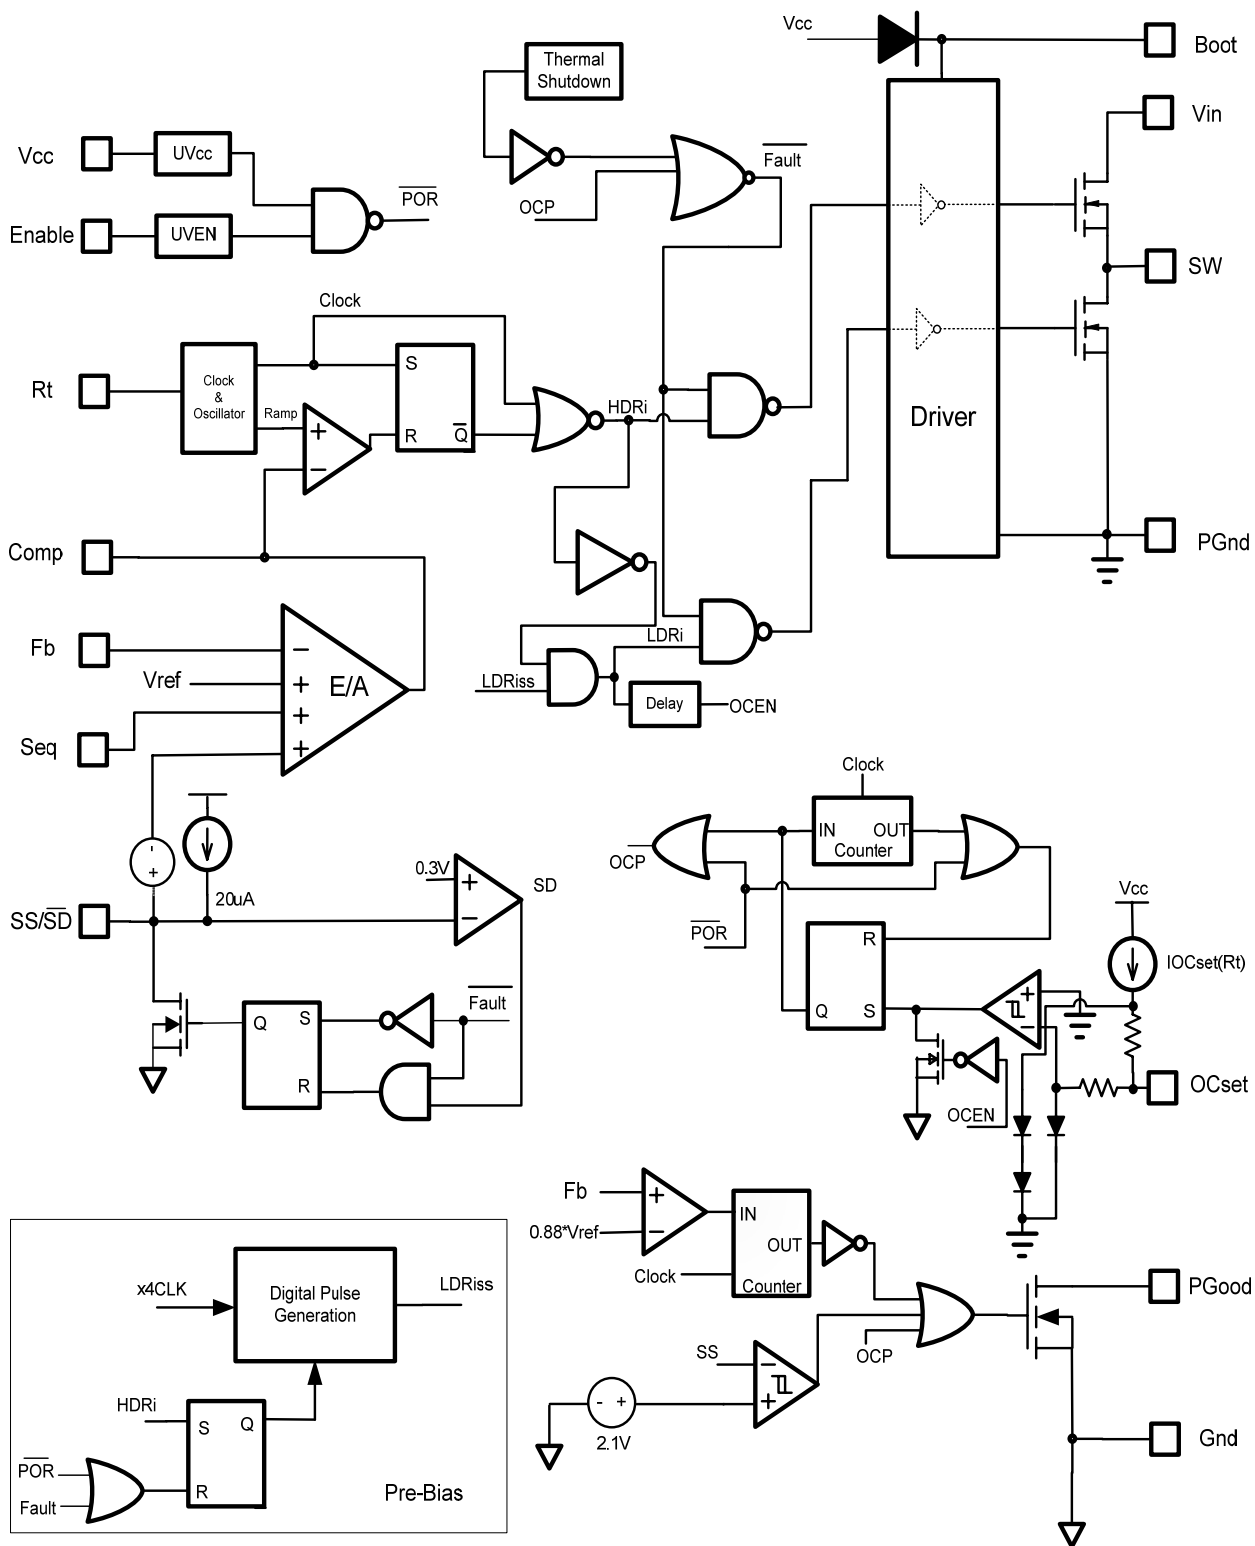 Vcc
Boot
Thermal
Shutdown
Vin
Vcc
UVcc
Fault
POR
OCP
Enable
UVEN
SW
Clock
Rt
Clock
&
Oscillator
Ramp
+
−
S
R
Q
HDRi
Driver
Comp
PGnd
Fb
−
Vref
+
E/A
+
Seq
+
LDRi
LDRiss
Delay
OCEN
Clock
IN
OUT
Counter
OCP
-
+
20uA
0.3V
+
−
SD
SS/SD
POR
Vcc
R
Q
S
IOCset(Rt)
+
−
Q
S
R
Fault
OCset
OCEN
Fb
+
0.88*Vref
−
IN
OUT
Clock
Counter
PGood
x4CLK
Digital Pulse
Generation
LDRiss
OCP
SS
−
+
-
+
2.1V
HDRi
S
Q
R
POR
Fault
Pre-Bias
Gnd